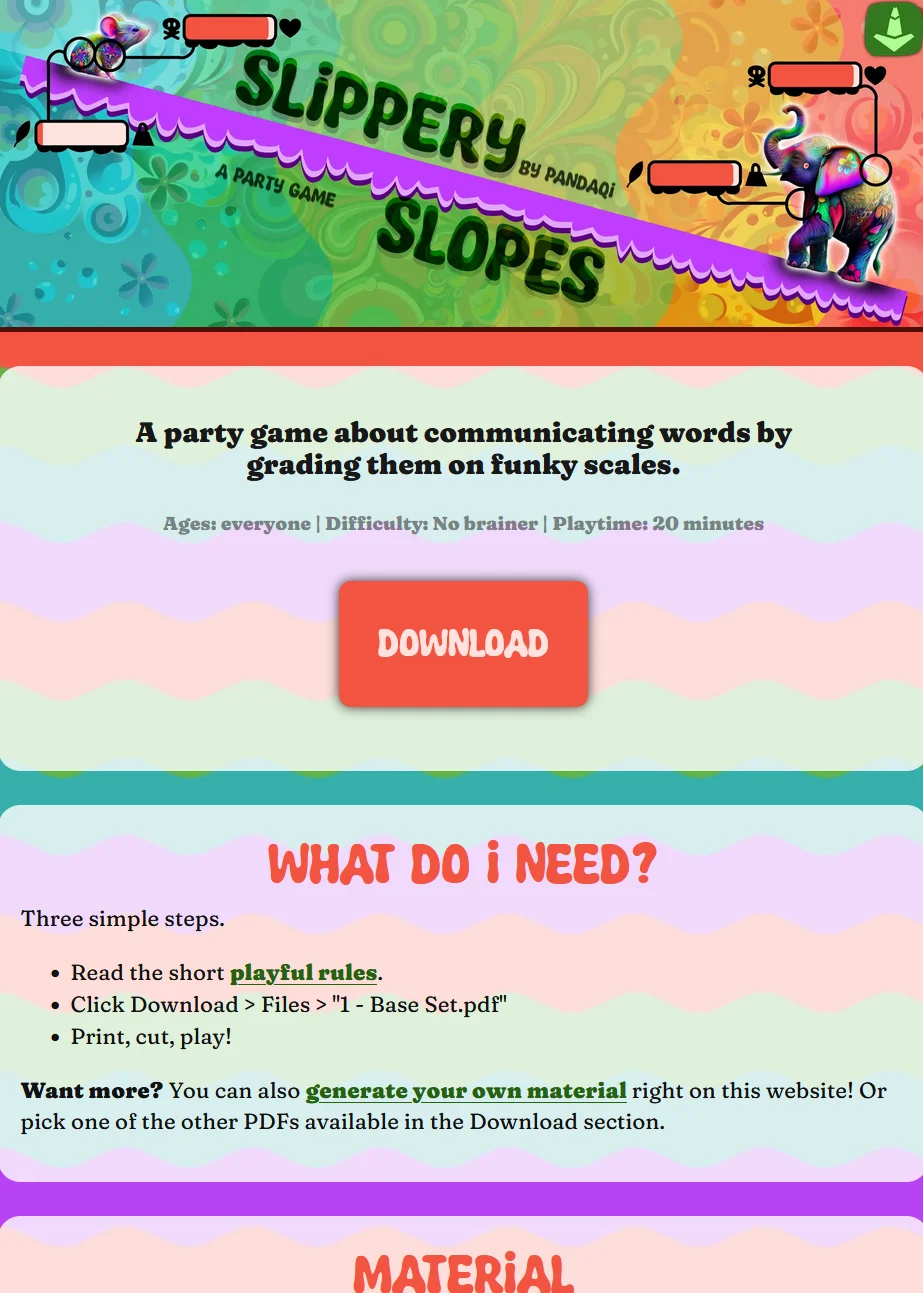 SLiPPERY
BY PANDAQi
A PARTY GAME
SLOPES
A party game about communicating words by
grading them on funky scales.
Ages: everyone | Difficulty: No brainer | Playtime: 20 minutes
DOWNLOAD
WHAT DO i NEED?
Three simple steps.
• Read the short playful rules.
• Click Download > Files > "1 - Base Set.pdf"
• Print, cut, play!
Want more? You can also generate your own material right on this website! Or
pick one of the other PDFs available in the Download section.
MATERiAL